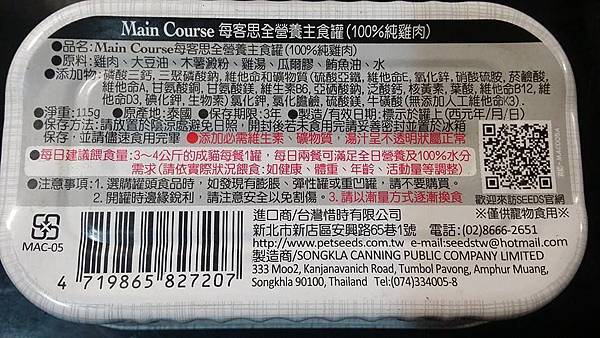 Main Course 每客思全營養主食罐(100%純雞肉)
●品名:Main Course每客思全營養主食罐(100%純雞肉)
●原料:雞肉、大豆油、木薯澱粉、雞湯、瓜爾膠、鮪魚油、水
●添加物:磷酸三鈣,三聚磷酸鈉,維他命和礦物質(硫酸亞鐵,維他命E,氧化鋅,硝酸硫胺,菸鹼酸,
維他命A,甘氨酸銅,甘氨酸錳,維生素B6,亞硒酸鈉,泛酸鈣,核黃素,葉酸,維他命B12,維
他命D3,碘化鉀,生物素)氯化鉀,氯化膽鹼,硫酸鎂,牛磺酸(無添加人工維他命K3).
●淨重:115g ●原產地:泰國 ●保存期限:3年 ●製造/有效日期:標示於罐上(西元年/月/日)
●保存方法:請放置於陰涼處避免日照,開封後若未食用完請妥善密封並置於冰箱
保存,並請儘速食用完畢 ●添加必需維生素、礦物質,湯汁呈不透明狀屬正常
●每日建議餵食量:3~4公斤的成貓每餐1罐,每日兩餐可滿足全日營養及100%水分
需求(請依實際狀況餵食:如健康、體重、年齡、活動量等調整)
●注意事項:1. 選購罐頭食品時,如發現有膨脹、彈性罐或重凹罐,請不要購買。
2. 開罐時邊緣銳利,請注意安全以免割傷。 3. 請以漸量方式逐漸換食
歡迎來訪SEEDS官網
※僅供寵物食用※
MAC-05
4 719865 827207
進口商/台灣惜時有限公司
新北市新店區安興路65巷1號 電話:(02)8666-2651
http://www.petseeds.com.tw e-mail:seedstw@hotmail.com
製造商/SONGKLA CANNING PUBLIC COMPANY LIMITED
333 Moo2, Kanjanavanich Road, Tumbol Pavong, Amphur Muang,
Songkhla 90100, Thailand Tel:(074)334005-8